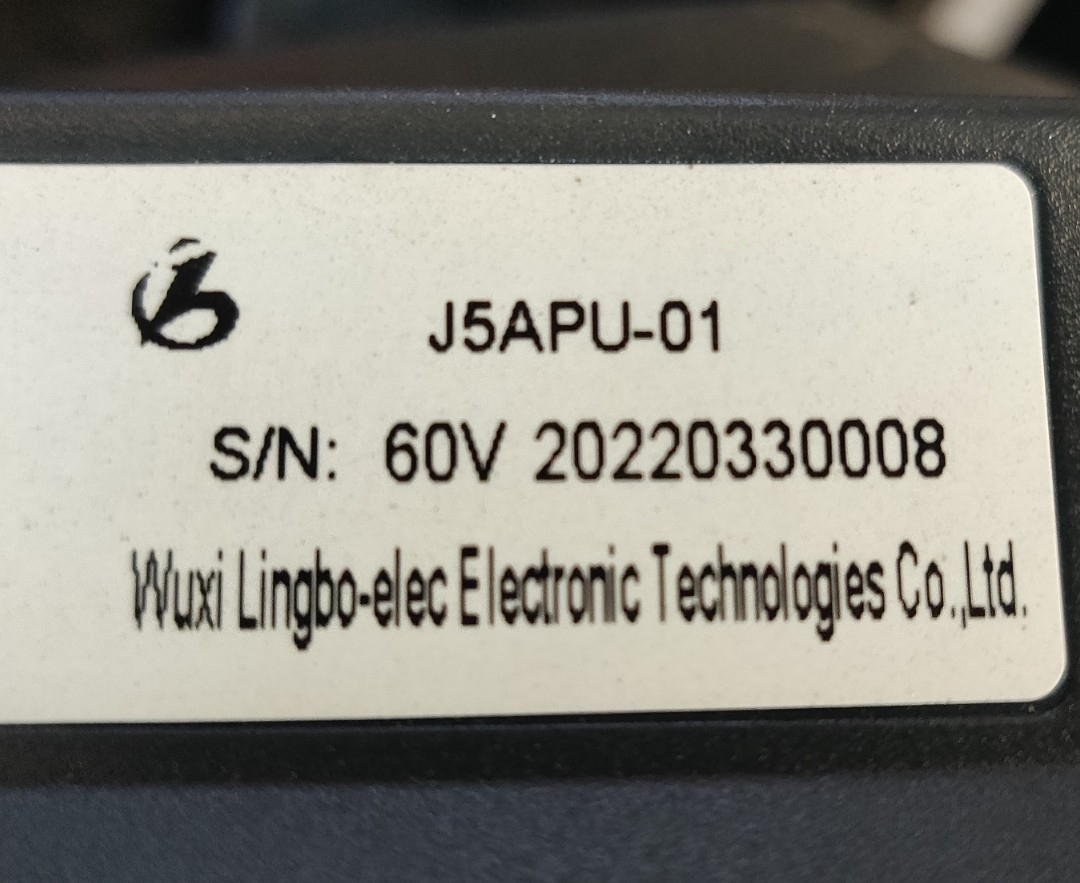 J5APU-01
S/N: 60V 20220330008
Wuxi Lingbo-elec Electronic Technologies Co.,Ltd.